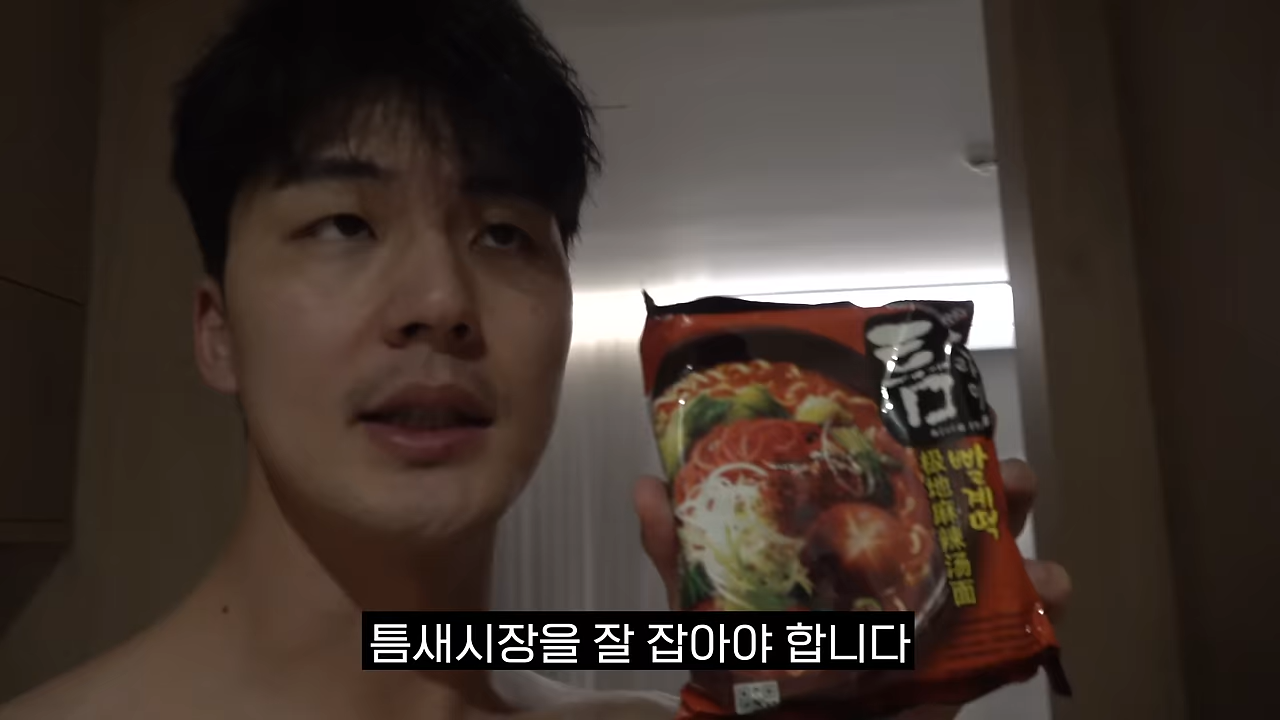 틈
빨계떡
极地麻辣汤面
틈새시장을 잘 잡아야 합니다